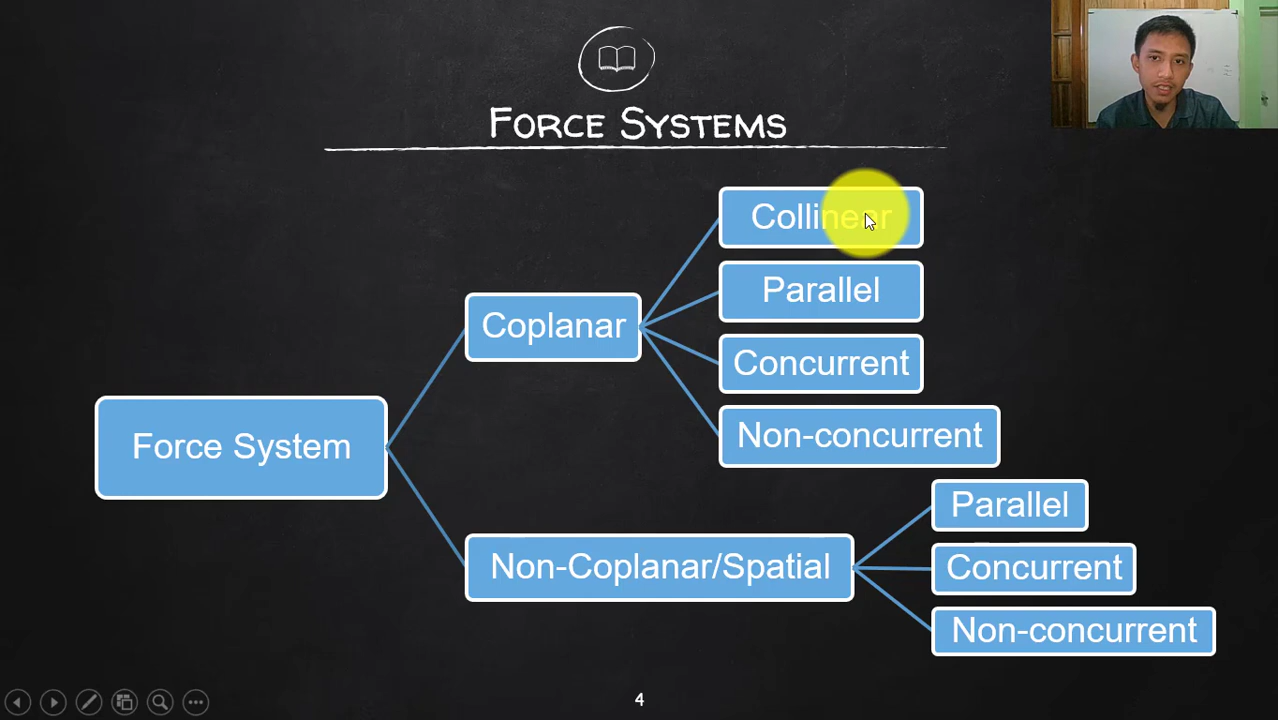 Force Systems
Collinear
Parallel
Coplanar
Concurrent
Non-concurrent
Force System
Parallel
Non-Coplanar/Spatial
Concurrent
Non-concurrent
4